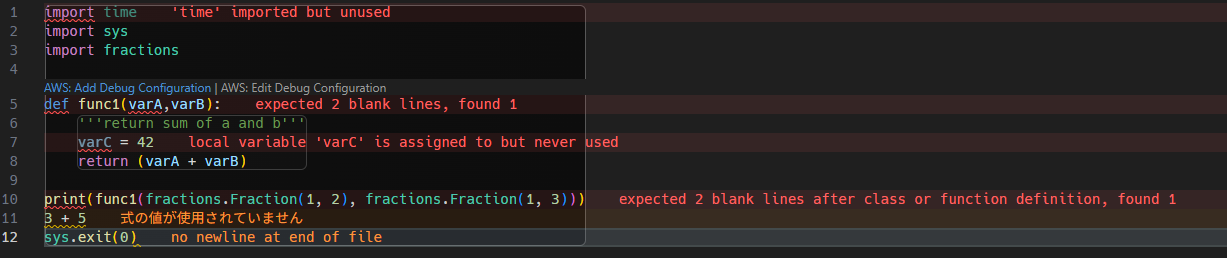 1 import time 'time' imported but unused
2 import sys
3 import fractions
4
AWS: Add Debug Configuration | AWS: Edit Debug Configuration
5 def func1(varA,varB): expected 2 blank lines, found 1
6 '''return sum of a and b'''
7 varC = 42 local variable 'varC' is assigned to but never used
8 return (varA + varB)
9
10 print(func1(fractions.Fraction(1, 2), fractions.Fraction(1, 3))) expected 2 blank lines after class or function definition, found 1
11 3 + 5 式の値が使用されていません
12 sys.exit(0) no newline at end of file